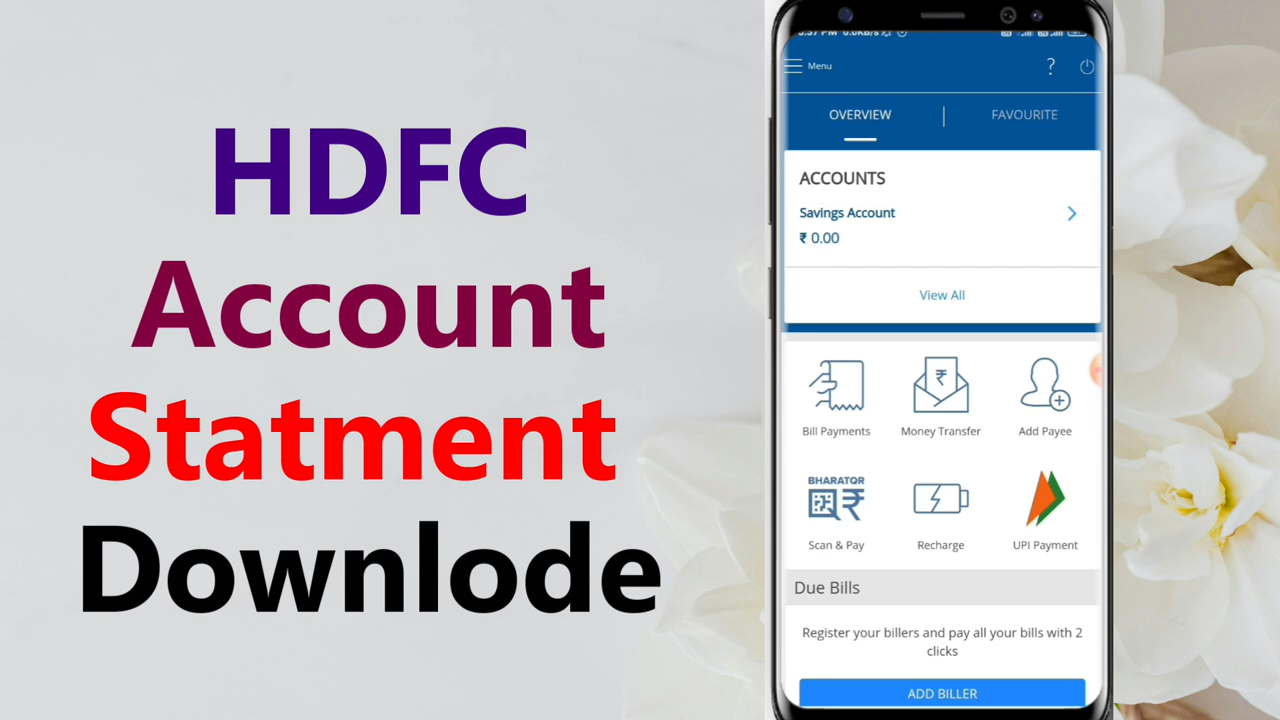 HDFC
Account
Statment
Downlode
Menu
?
OVERVIEW
FAVOURITE
ACCOUNTS
Savings Account
₹ 0.00
View All
Bill Payments
Money Transfer
Add Payee
BHARATQR
Scan & Pay
Recharge
UPI Payment
Due Bills
Register your billers and pay all your bills with 2
clicks
ADD BILLER